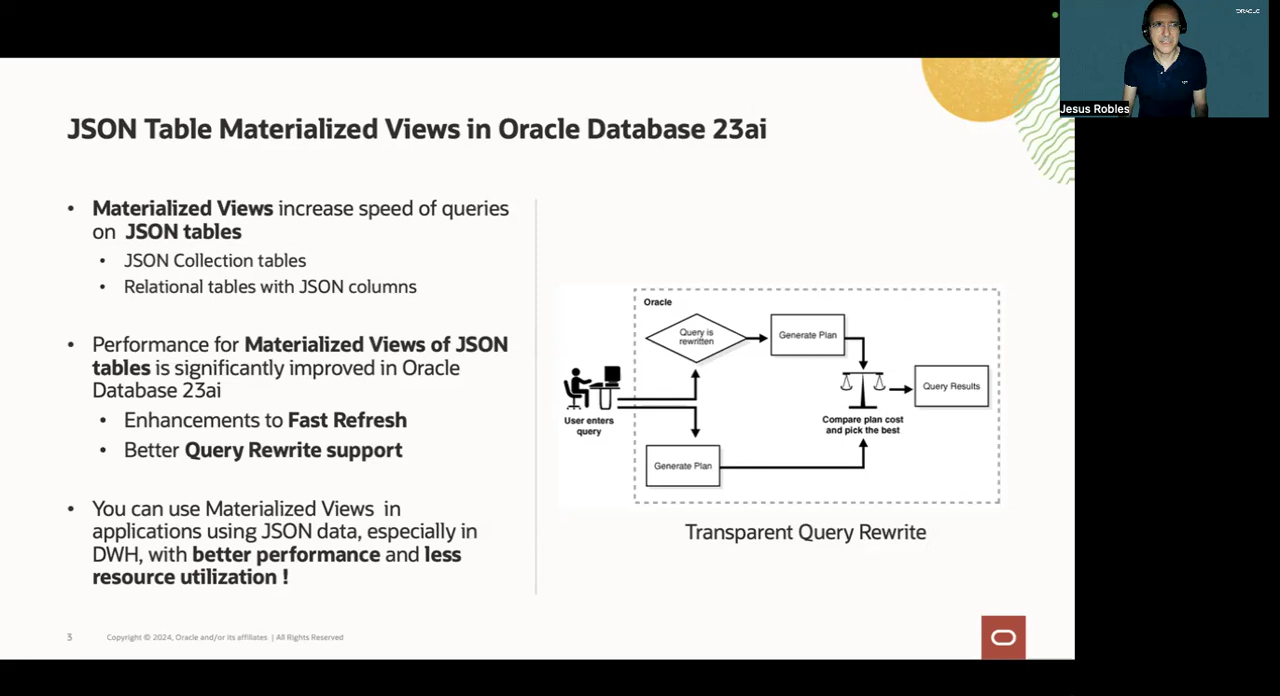 ORACLE
Jesus Robles
JSON Table Materialized Views in Oracle Database 23ai
• Materialized Views increase speed of queries
on JSON tables
• JSON Collection tables
• Relational tables with JSON columns
• Performance for Materialized Views of JSON
tables is significantly improved in Oracle
Database 23ai
• Enhancements to Fast Refresh
• Better Query Rewrite support
• You can use Materialized Views in
applications using JSON data, especially in
DWH, with better performance and less
resource utilization !
Oracle
Query is
rewritten
Generate Plan
Query Results
User enters
query
Compare plan cost
and pick the best
Generate Plan
Transparent Query Rewrite
3 Copyright © 2024, Oracle and/or its affiliates | All Rights Reserved